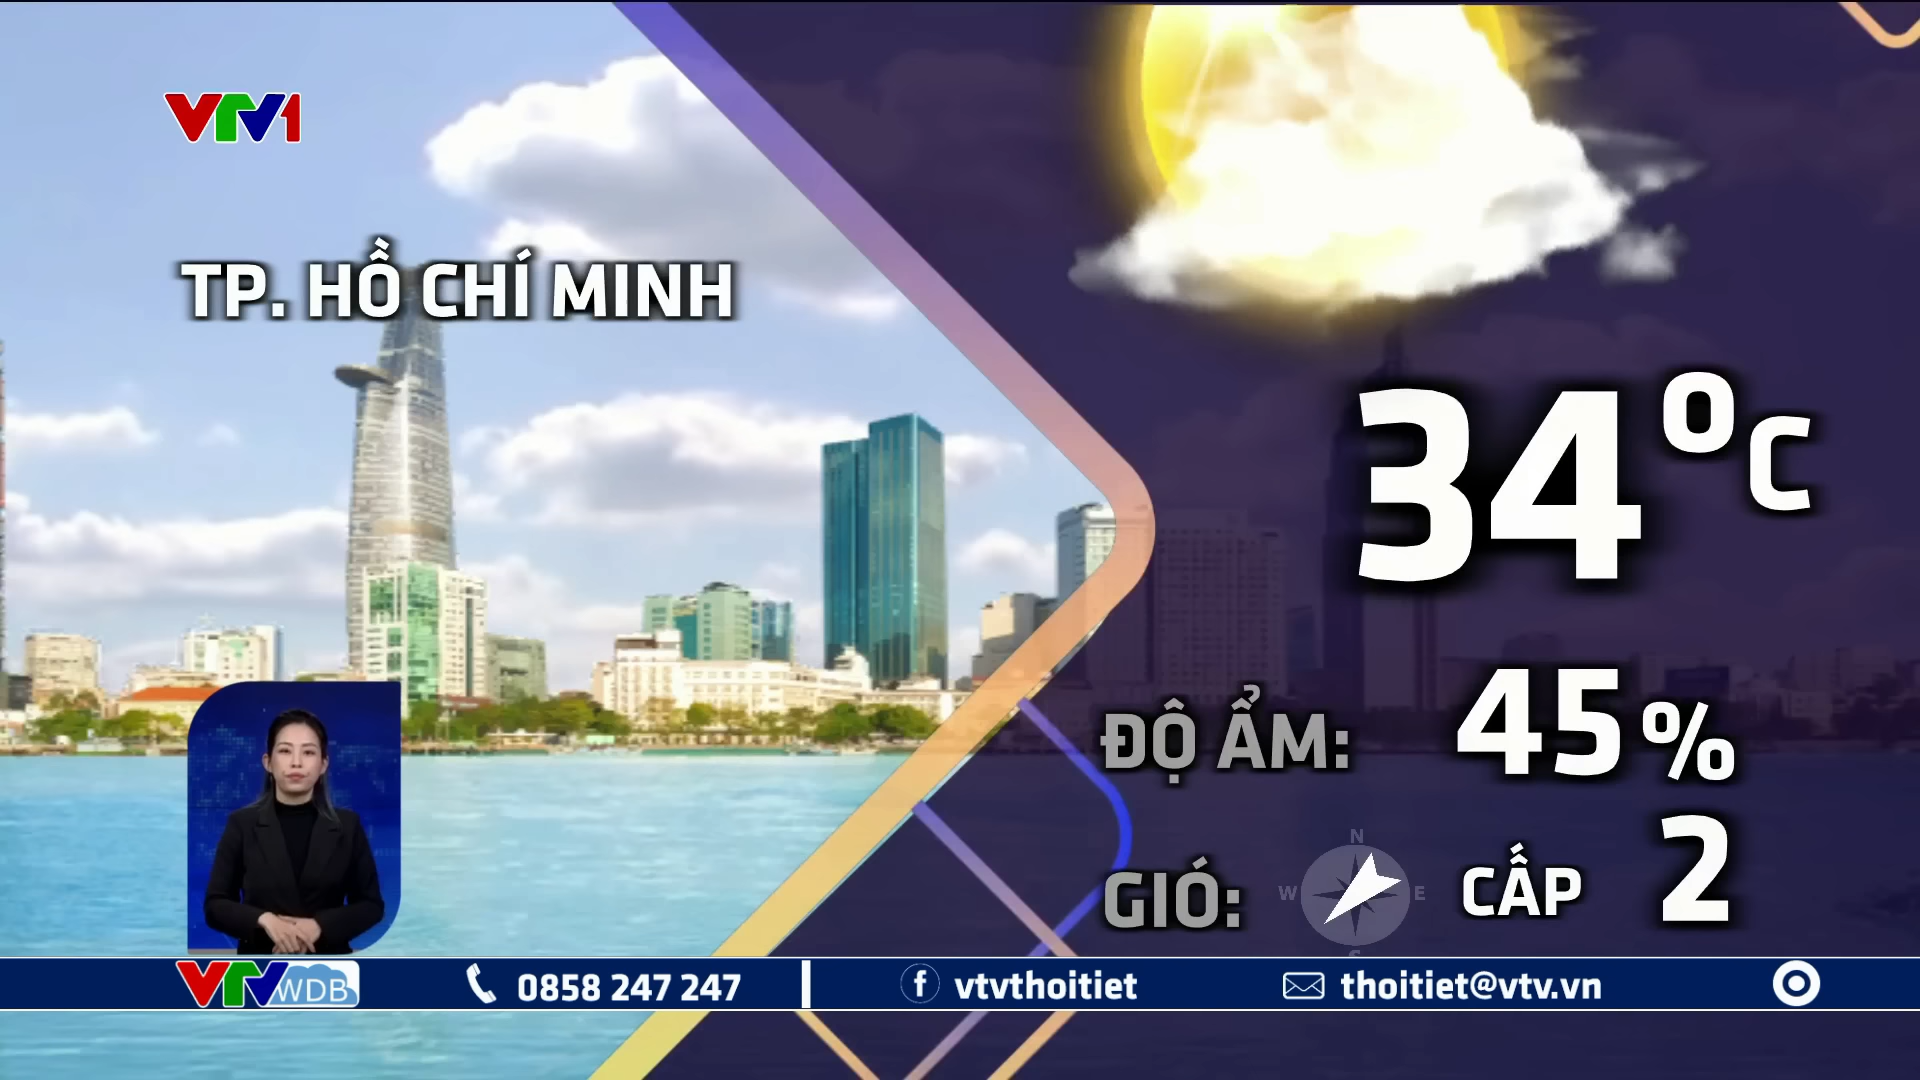 VTV1
TP. HỒ CHÍ MINH
34°C
ĐỘ ẨM: 45%
N
W E
S
GIÓ: CẤP 2
VTV WDB 0858 247 247 vtvthoitiet thoitiet@vtv.vn